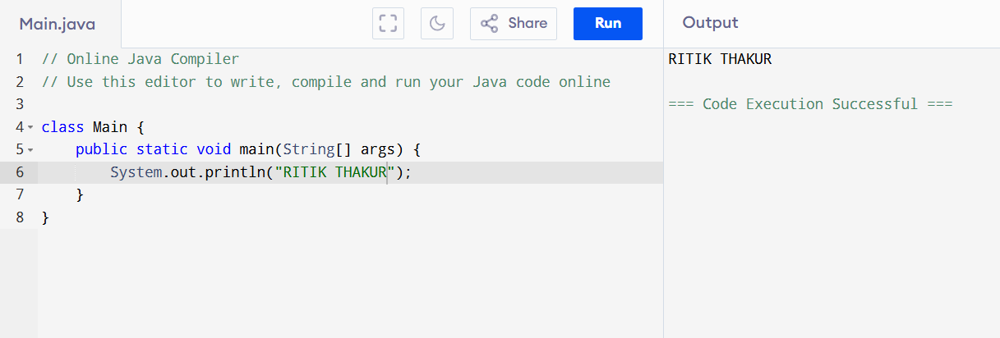 Main.java
Share
Run
Output
1 // Online Java Compiler
2 // Use this editor to write, compile and run your Java code online
3
4 class Main {
5     public static void main(String[] args) {
6         System.out.println("RITIK THAKUR");
7     }
8 }
RITIK THAKUR
=== Code Execution Successful ===